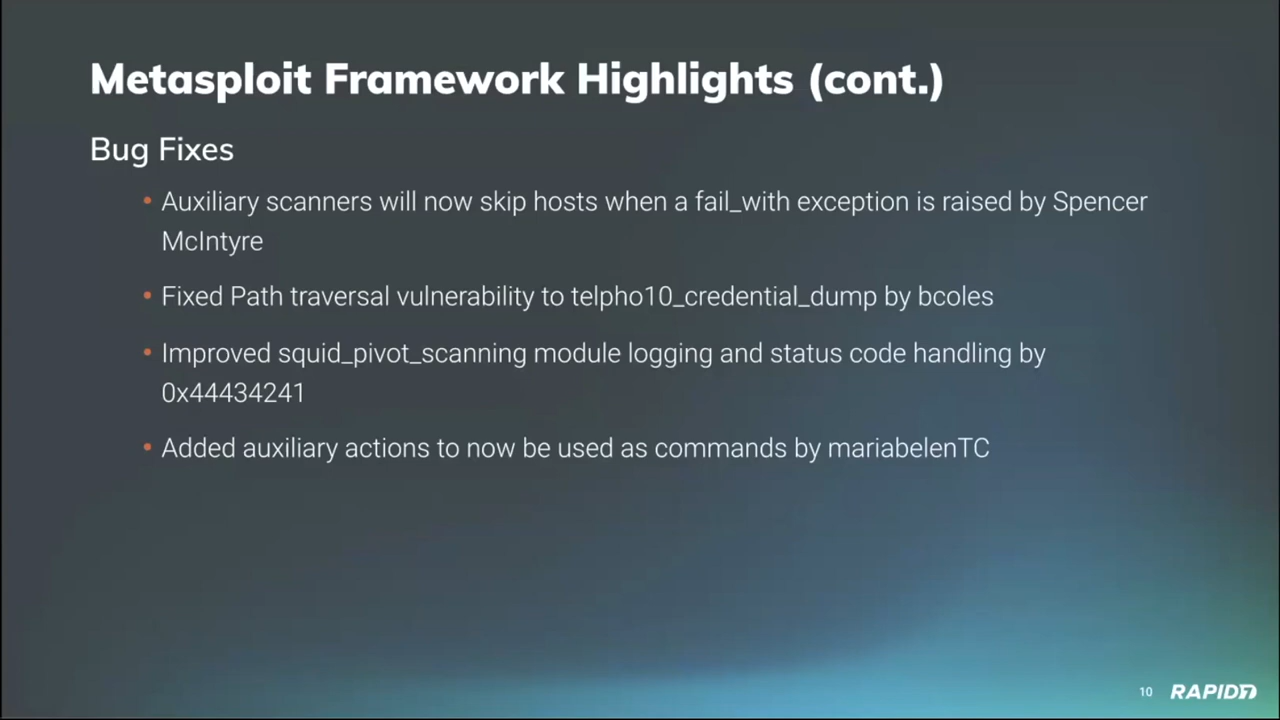 Metasploit Framework Highlights (cont.)
Bug Fixes
• Auxiliary scanners will now skip hosts when a fail_with exception is raised by Spencer
McIntyre
• Fixed Path traversal vulnerability to telpho10_credential_dump by bcoles
• Improved squid_pivot_scanning module logging and status code handling by
0x44434241
• Added auxiliary actions to now be used as commands by mariabelenTC
10 RAPID7